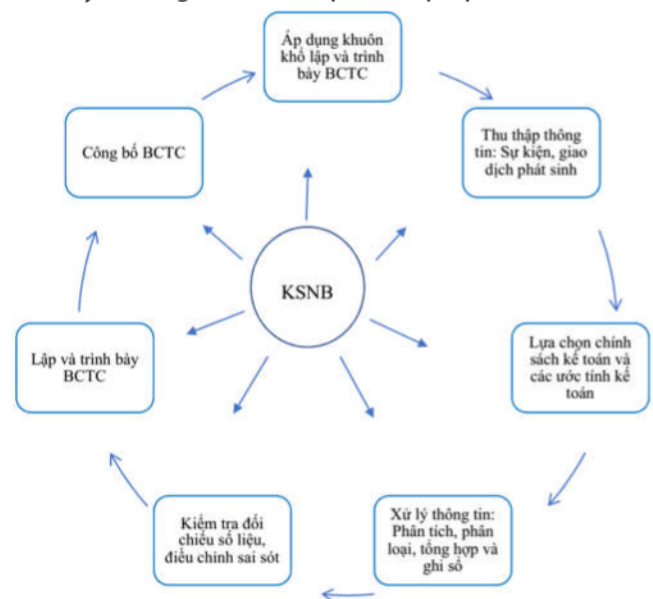 Áp dụng khuôn
khổ lập và trình
bày BCTC
Thu thập thông
tin: Sự kiện, giao
dịch phát sinh
Lựa chọn chính
sách kế toán và
các ước tính kế
toán
Xử lý thông tin:
Phân tích, phân
loại, tổng hợp và
ghi sổ
Kiểm tra đối
chiếu số liệu,
điều chỉnh sai sót
Lập và trình bày
BCTC
Công bố BCTC
KSNB